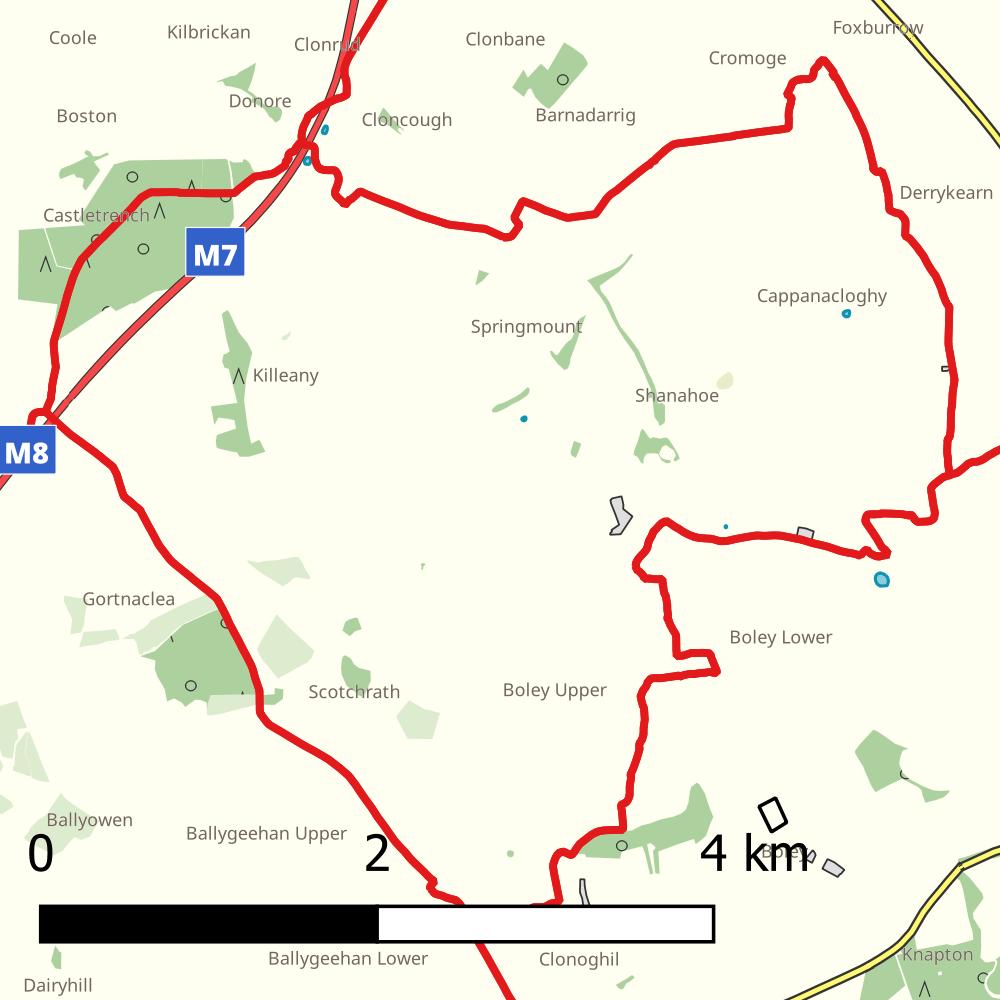 Foxburrow
Coole
Kilbrickan
Clonrud
Clonbane
Cromoge
Donore
Boston
Cloncough
Barnadarrig
Derrykearn
Castletrench
M7
Cappanacloghy
Springmount
Killeany
Shanahoe
M8
Gortnaclea
Boley Lower
Scotchrath
Boley Upper
Ballyowen
Ballygeehan Upper
Boley
0 2 4 km
Ballygeehan Lower
Clonoghil
Knapton
Dairyhill